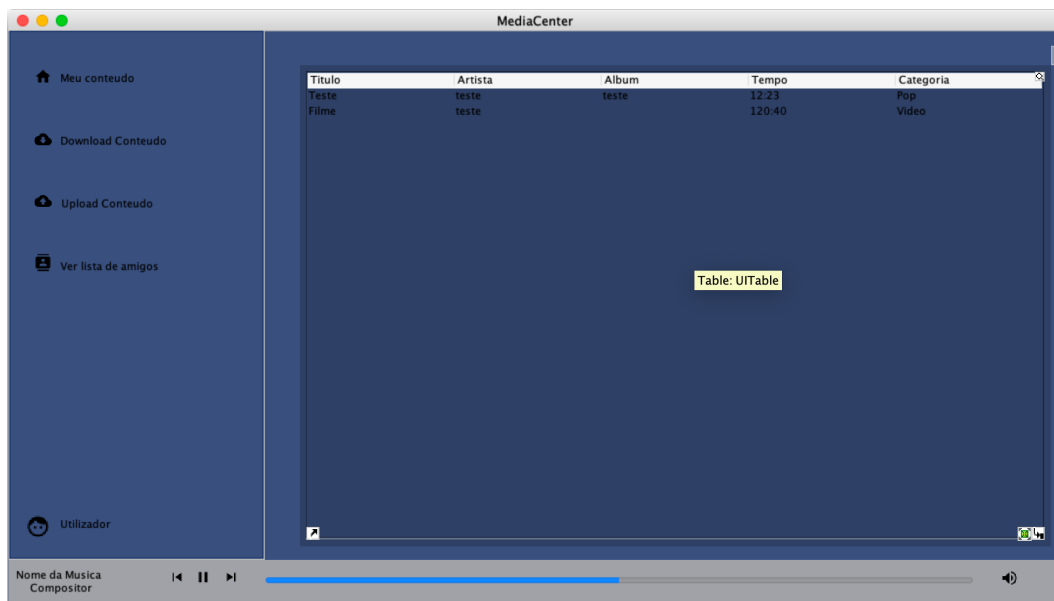 MediaCenter
Meu conteudo
Download Conteudo
Upload Conteudo
Ver lista de amigos
Utilizador
Titulo Artista Album Tempo Categoria
Teste teste teste 12:23 Pop
Filme teste 120:40 Video
Table: UITable
Nome da Musica
Compositor